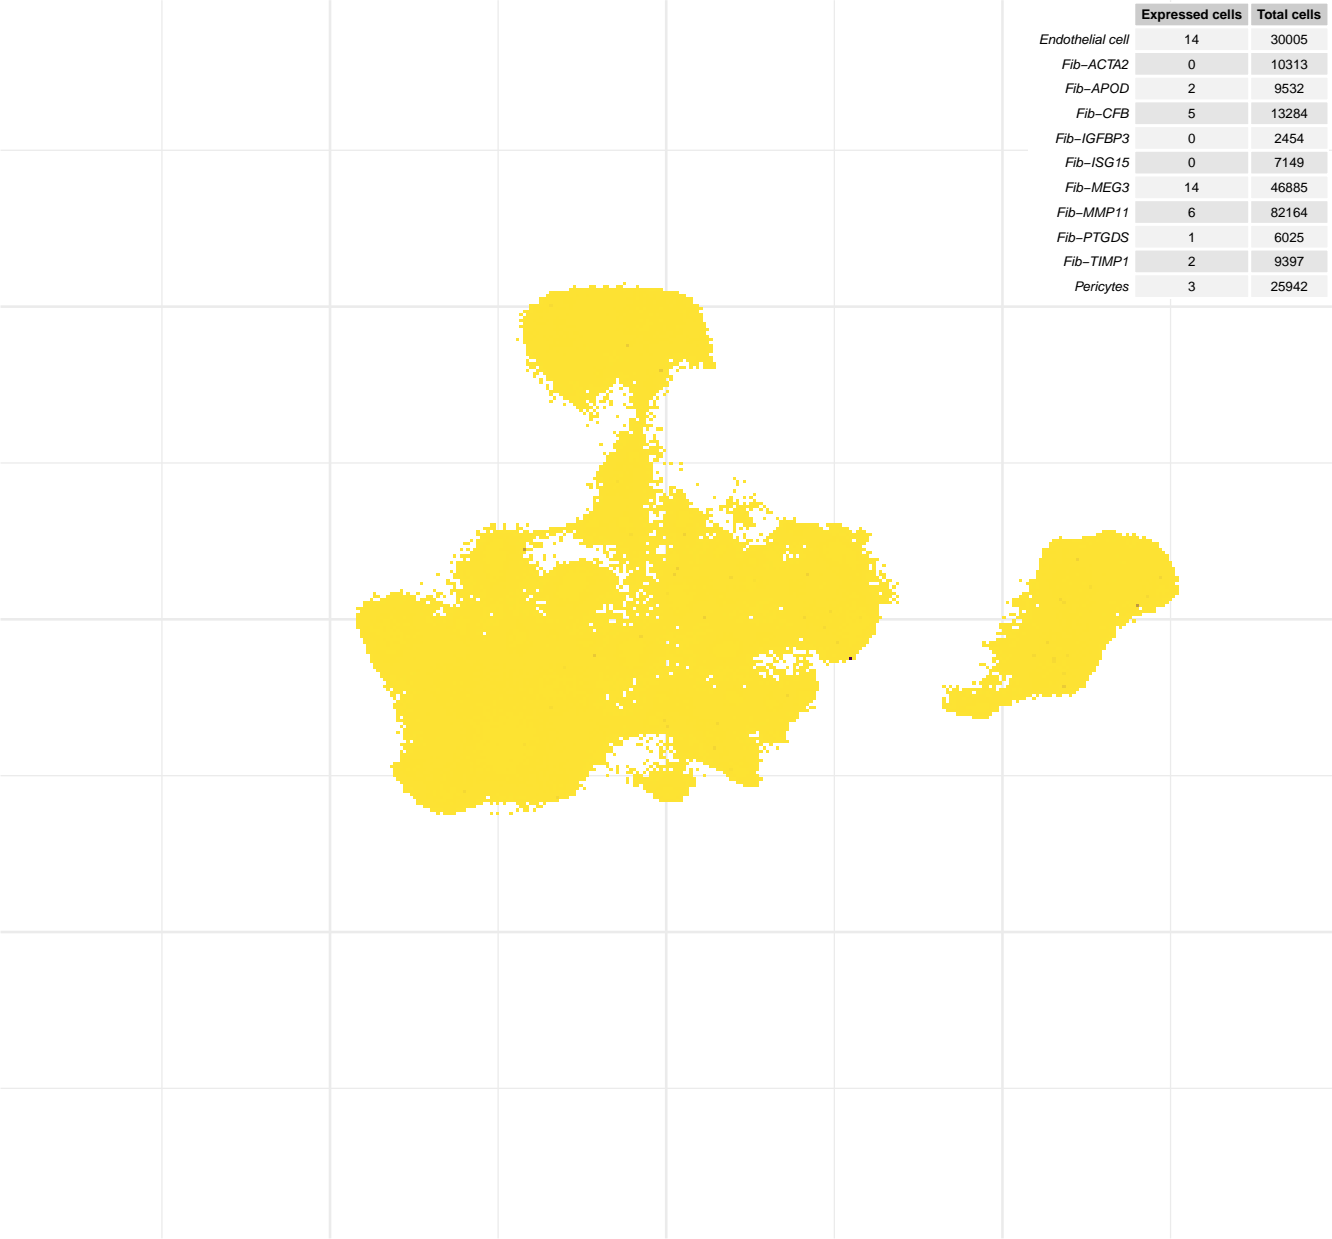 Expressed cells Total cells
Endothelial cell 14 30005
Fib−ACTA2 0 10313
Fib−APOD 2 9532
Fib−CFB 5 13284
Fib−IGFBP3 0 2454
Fib−ISG15 0 7149
Fib−MEG3 14 46885
Fib−MMP11 6 82164
Fib−PTGDS 1 6025
Fib−TIMP1 2 9397
Pericytes 3 25942